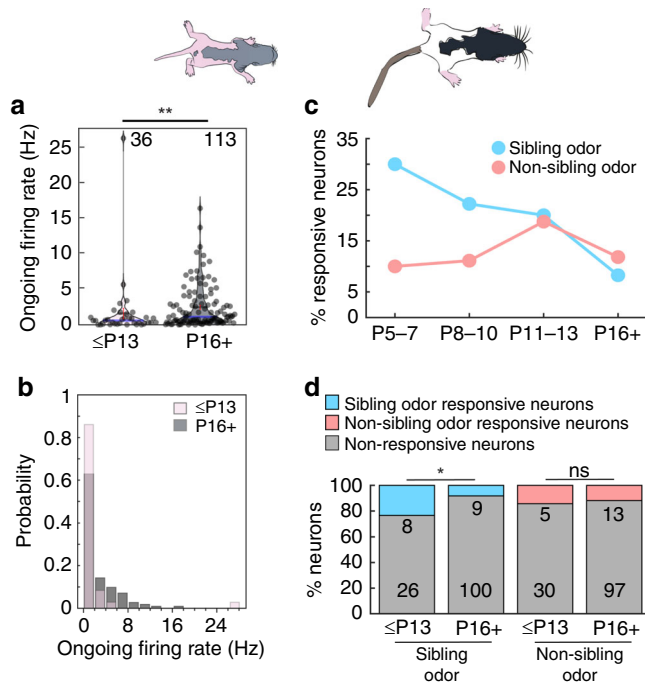 a
**
36
113
Ongoing firing rate (Hz)
25
20
15
10
5
0
≤P13
P16+
b
1
0.8
0.6
0.4
0.2
0
Probability
≤P13
P16+
0
8
16
24
Ongoing firing rate (Hz)
c
35
25
15
5
0
% responsive neurons
Sibling odor
Non-sibling odor
P5–7
P8–10
P11–13
P16+
d
Sibling odor responsive neurons
Non-sibling odor responsive neurons
Non-responsive neurons
*
ns
100
80
60
40
20
0
% neurons
8
9
5
13
26
100
30
97
≤P13
P16+
≤P13
P16+
Sibling
odor
Non-sibling
odor